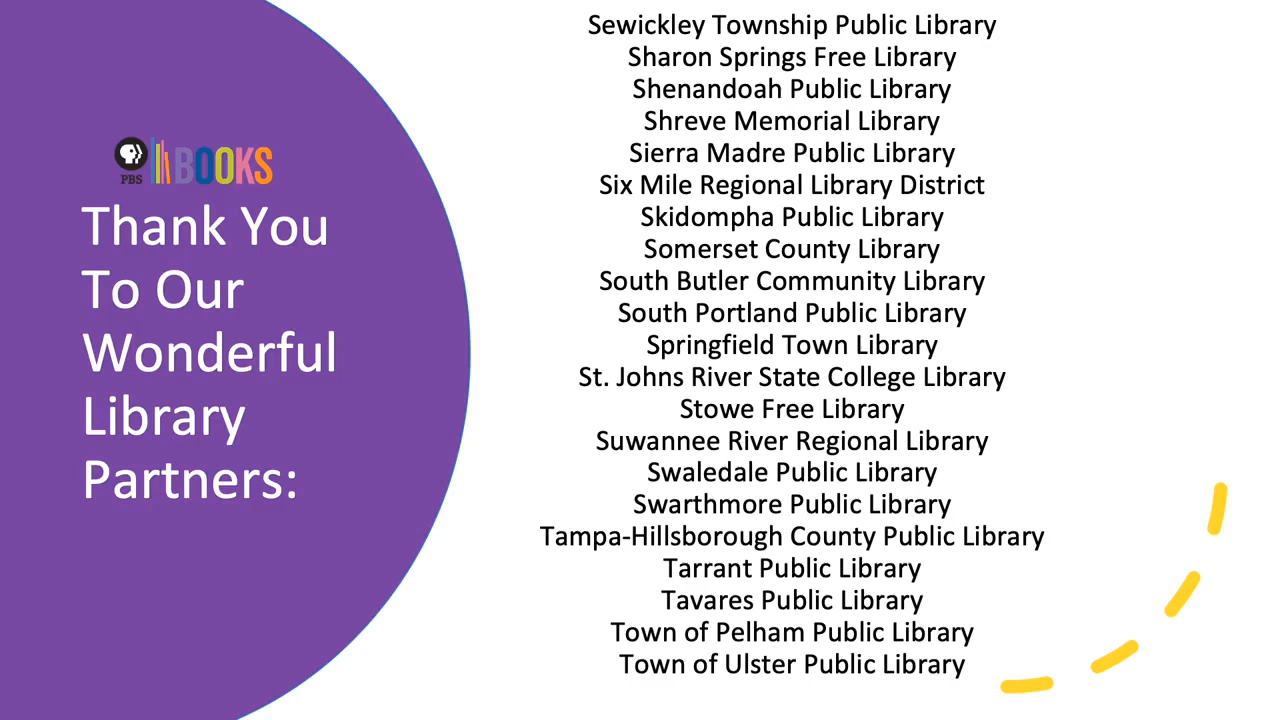 PBS BOOKS
Thank You
To Our
Wonderful
Library
Partners:
Sewickley Township Public Library
Sharon Springs Free Library
Shenandoah Public Library
Shreve Memorial Library
Sierra Madre Public Library
Six Mile Regional Library District
Skidompha Public Library
Somerset County Library
South Butler Community Library
South Portland Public Library
Springfield Town Library
St. Johns River State College Library
Stowe Free Library
Suwannee River Regional Library
Swaledale Public Library
Swarthmore Public Library
Tampa-Hillsborough County Public Library
Tarrant Public Library
Tavares Public Library
Town of Pelham Public Library
Town of Ulster Public Library